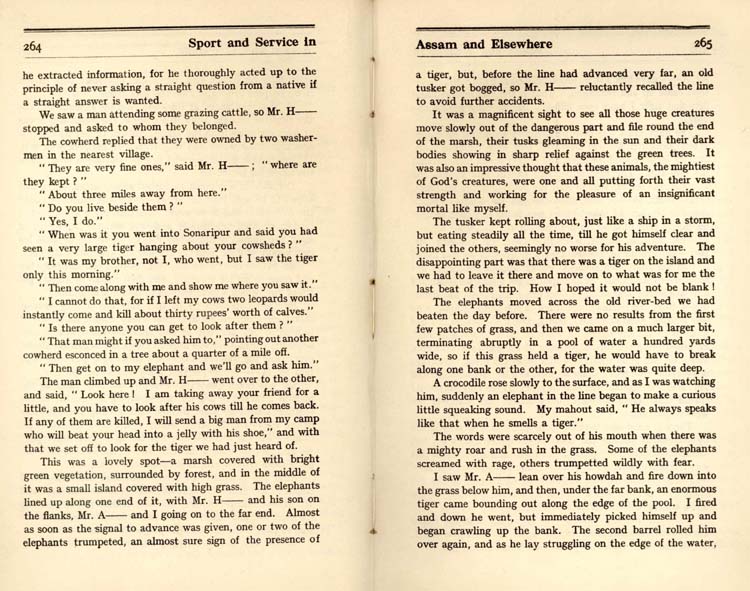 264 Sport and Service in
he extracted information, for he thoroughly acted up to the
principle of never asking a straight question from a native if
a straight answer is wanted.
We saw a man attending some grazing cattle, so Mr. H——
stopped and asked to whom they belonged.
The cowherd replied that they were owned by two washer-
men in the nearest village.
" They are very fine ones," said Mr. H—— ; " where are
they kept ? "
" About three miles away from here."
" Do you live beside them ? "
" Yes, I do."
" When was it you went into Sonaripur and said you had
seen a very large tiger hanging about your cowsheds ? "
" It was my brother, not I, who went, but I saw the tiger
only this morning."
" Then come along with me and show me where you saw it."
" I cannot do that, for if I left my cows two leopards would
instantly come and kill about thirty rupees' worth of calves."
" Is there anyone you can get to look after them ? "
" That man might if you asked him to," pointing out another
cowherd esconced in a tree about a quarter of a mile off.
" Then get on to my elephant and we'll go and ask him."
The man climbed up and Mr. H—— went over to the other,
and said, " Look here ! I am taking away your friend for a
little, and you have to look after his cows till he comes back.
If any of them are killed, I will send a big man from my camp
who will beat your head into a jelly with his shoe," and with
that we set off to look for the tiger we had just heard of.
This was a lovely spot—a marsh covered with bright
green vegetation, surrounded by forest, and in the middle of
it was a small island covered with high grass. The elephants
lined up along one end of it, with Mr. H—— and his son on
the flanks, Mr. A—— and I going on to the far end. Almost
as soon as the signal to advance was given, one or two of the
elephants trumpeted, an almost sure sign of the presence of
Assam and Elsewhere 265
a tiger, but, before the line had advanced very far, an old
tusker got bogged, so Mr. H—— reluctantly recalled the line
to avoid further accidents.
It was a magnificent sight to see all those huge creatures
move slowly out of the dangerous part and file round the end
of the marsh, their tusks gleaming in the sun and their dark
bodies showing in sharp relief against the green trees. It
was also an impressive thought that these animals, the mightiest
of God's creatures, were one and all putting forth their vast
strength and working for the pleasure of an insignificant
mortal like myself.
The tusker kept rolling about, just like a ship in a storm,
but eating steadily all the time, till he got himself clear and
joined the others, seemingly no worse for his adventure. The
disappointing part was that there was a tiger on the island and
we had to leave it there and move on to what was for me the
last beat of the trip. How I hoped it would not be blank !
The elephants moved across the old river-bed we had
beaten the day before. There were no results from the first
few patches of grass, and then we came on a much larger bit,
terminating abruptly in a pool of water a hundred yards
wide, so if this grass held a tiger, he would have to break
along one bank or the other, for the water was quite deep.
A crocodile rose slowly to the surface, and as I was watching
him, suddenly an elephant in the line began to make a curious
little squeaking sound. My mahout said, " He always speaks
like that when he smells a tiger."
The words were scarcely out of his mouth when there was
a mighty roar and rush in the grass. Some of the elephants
screamed with rage, others trumpetted wildly with fear.
I saw Mr. A—— lean over his howdah and fire down into
the grass below him, and then, under the far bank, an enormous
tiger came bounding out along the edge of the pool. I fired
and down he went, but immediately picked himself up and
began crawling up the bank. The second barrel rolled him
over again, and as he lay struggling on the edge of the water,